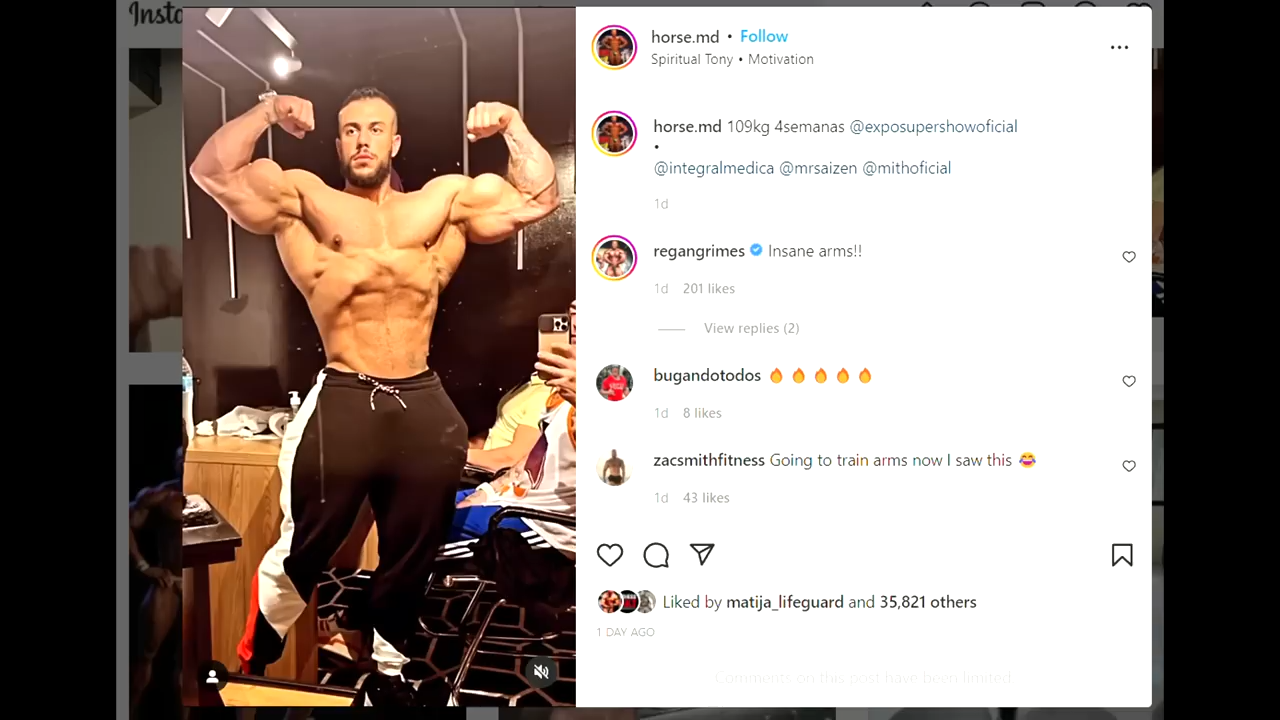 Insta
horse.md • Follow
Spiritual Tony • Motivation
horse.md 109kg 4semanas @exposupershowoficial
•
@integralmedica @mrsaizen @mithoficial
1d
regangrimes Insane arms!!
1d 201 likes
View replies (2)
bugandotodos 🔥🔥🔥🔥🔥
1d 8 likes
zacsmithfitness Going to train arms now I saw this 😂
1d 43 likes
Liked by matija_lifeguard and 35,821 others
1 DAY AGO
Comments on this post have been limited